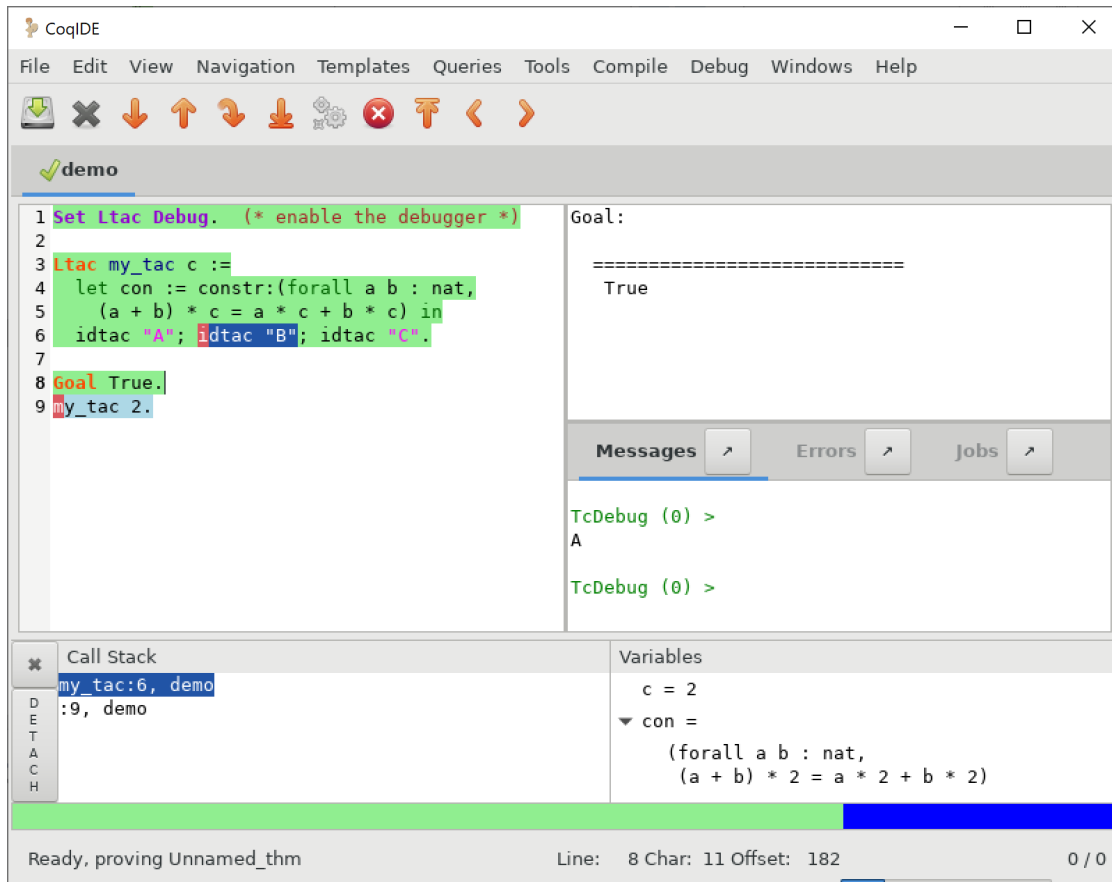 CoqIDE
File Edit View Navigation Templates Queries Tools Compile Debug Windows Help
demo
1 Set Ltac Debug.  (* enable the debugger *)
2
3 Ltac my_tac c :=
4   let con := constr:(forall a b : nat,
5     (a + b) * c = a * c + b * c) in
6   idtac "A"; idtac "B"; idtac "C".
7
8 Goal True.
9 my_tac 2.
Goal:
============================
True
Messages Errors Jobs
TcDebug (0) >
A
TcDebug (0) >
DETACH
Call Stack
my_tac:6, demo
:9, demo
Variables
c = 2
con =
(forall a b : nat,
(a + b) * 2 = a * 2 + b * 2)
Ready, proving Unnamed_thm Line: 8 Char: 11 Offset: 182 0 / 0